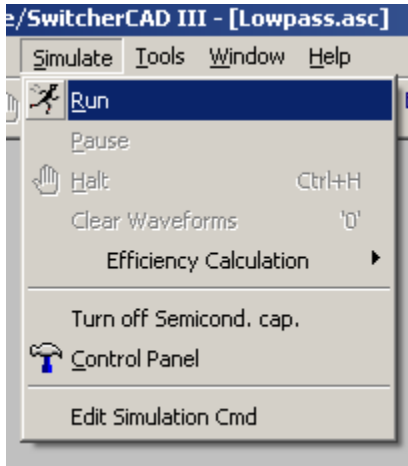 e/SwitcherCAD III - [Lowpass.asc]
Simulate Tools Window Help
Run
Pause
Halt Ctrl+H
Clear Waveforms '0'
Efficiency Calculation
Turn off Semicond. cap.
Control Panel
Edit Simulation Cmd